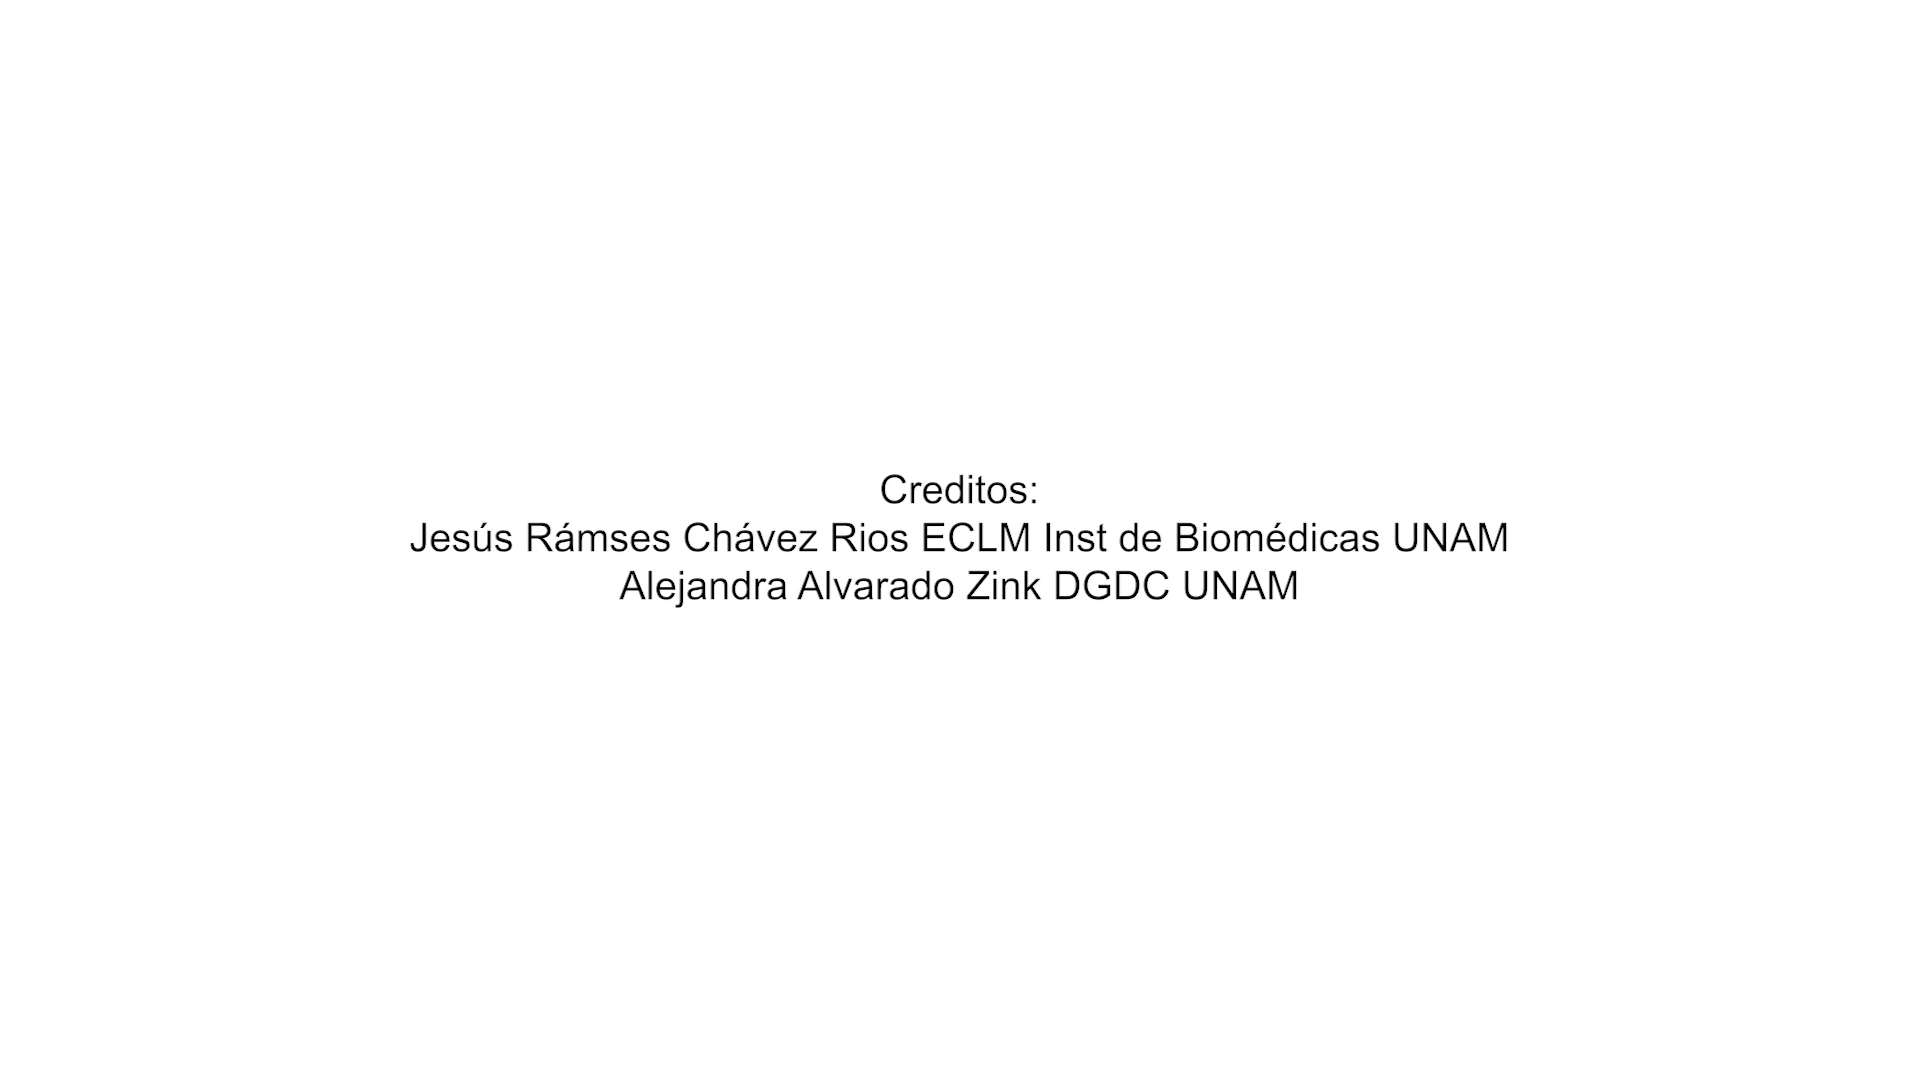 Creditos:
Jesús Rámses Chávez Rios ECLM Inst de Biomédicas UNAM
Alejandra Alvarado Zink DGDC UNAM